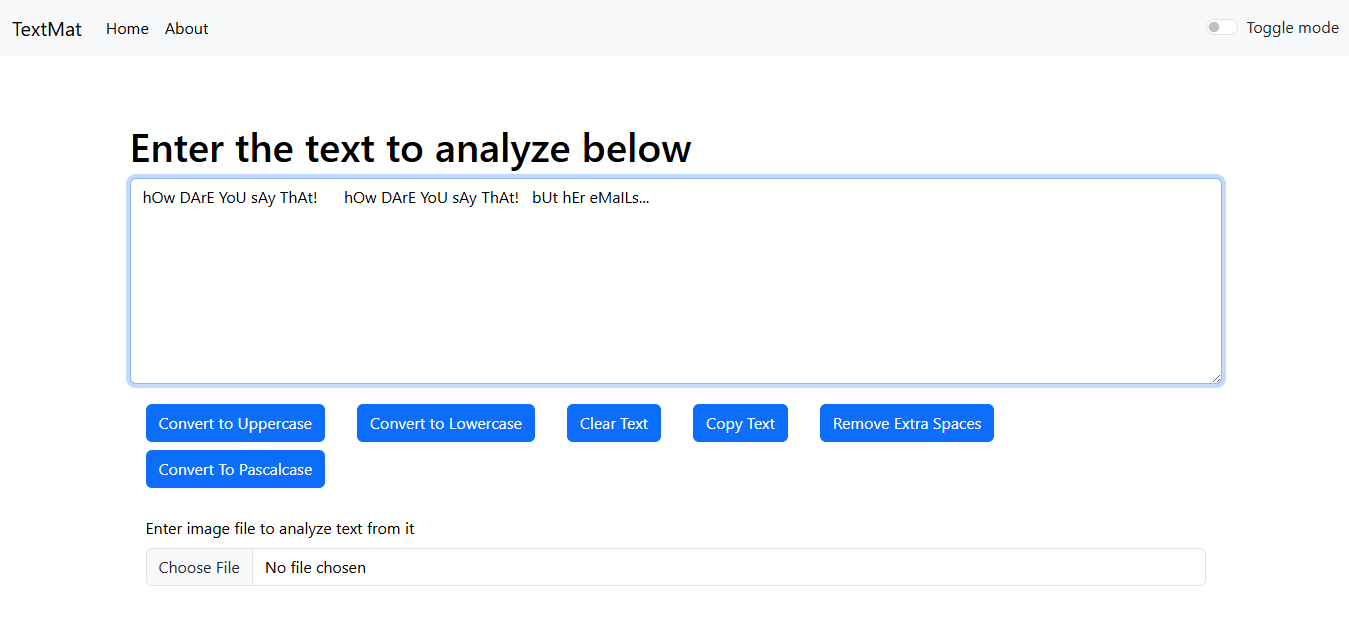 TextMat Home About Toggle mode
Enter the text to analyze below
hOw DArE YoU sAy ThAt!      hOw DArE YoU sAy ThAt!   bUt hEr eMaILs...
Convert to Uppercase Convert to Lowercase Clear Text Copy Text Remove Extra Spaces
Convert To Pascalcase
Enter image file to analyze text from it
Choose File No file chosen